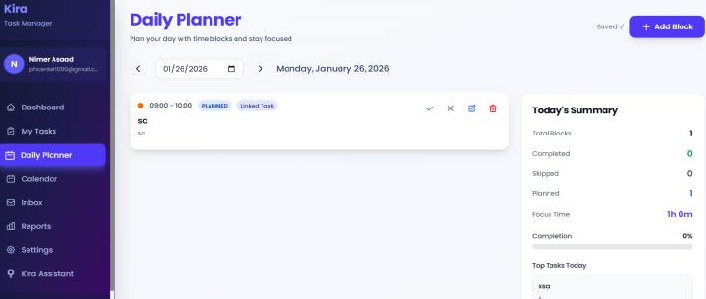 Kira
Task Manager
N
Nimer Asaad
Dashboard
My Tasks
Daily Planner
Calendar
Inbox
Reports
Settings
Kira Assistant
Daily Planner
Plan your day with time blocks and stay focused
Saved ✓
+ Add Block
01/26/2026
Monday, January 26, 2026
09:00 - 10:00 PLANNED Linked Task
sc
sc
Today's Summary
Total Blocks 1
Completed 0
Skipped 0
Planned 1
Focus Time 1h 0m
Completion 0%
Top Tasks Today
xsa